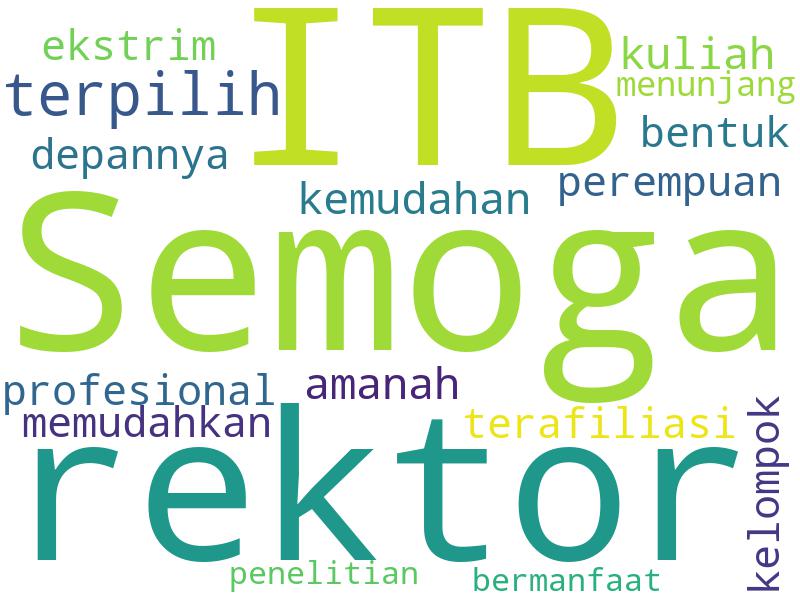 ITB
ekstrim
kuliah
terpilih
menunjang
depannya
bentuk
kemudahan
perempuan
Semoga
profesional
amanah
memudahkan
terafiliasi
kelompok
rektor
penelitian
bermanfaat